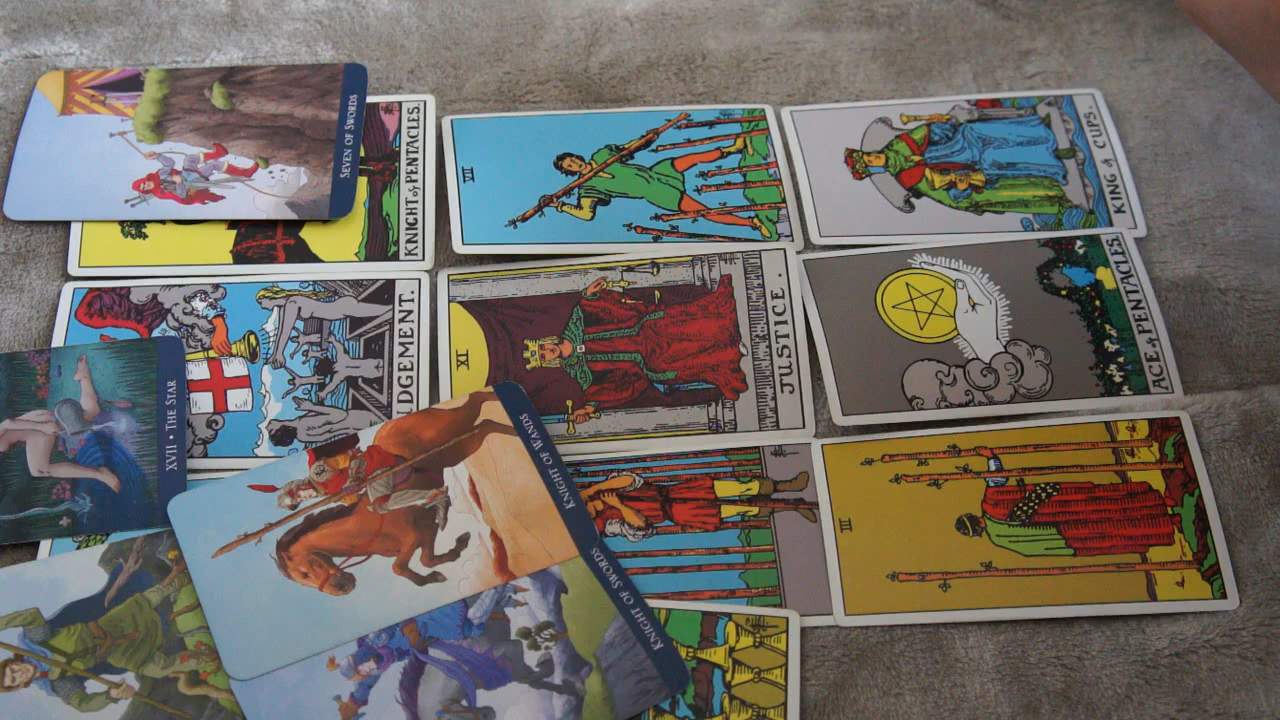 SEVEN OF SWORDS
KNIGHT of PENTACLES.
VII
KING of CUPS.
JUDGEMENT.
XI
JUSTICE.
ACE of PENTACLES.
XVII • THE STAR
KNIGHT OF WANDS
KNIGHT OF SWORDS
III